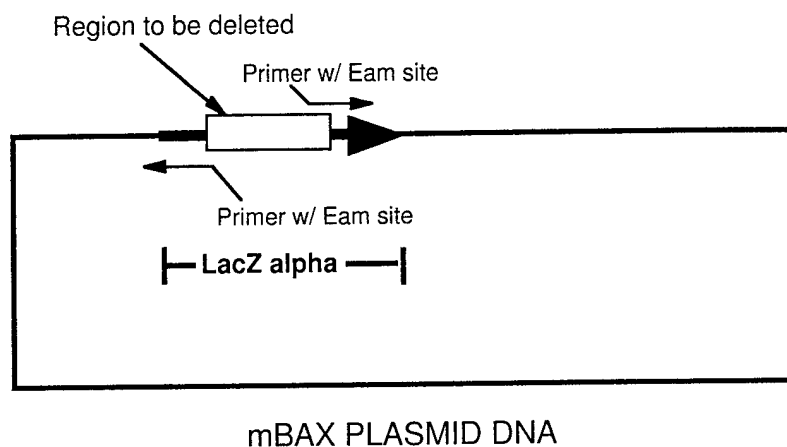 Region to be deleted
Primer w/ Eam site
Primer w/ Eam site
LacZ alpha
mBAX PLASMID DNA